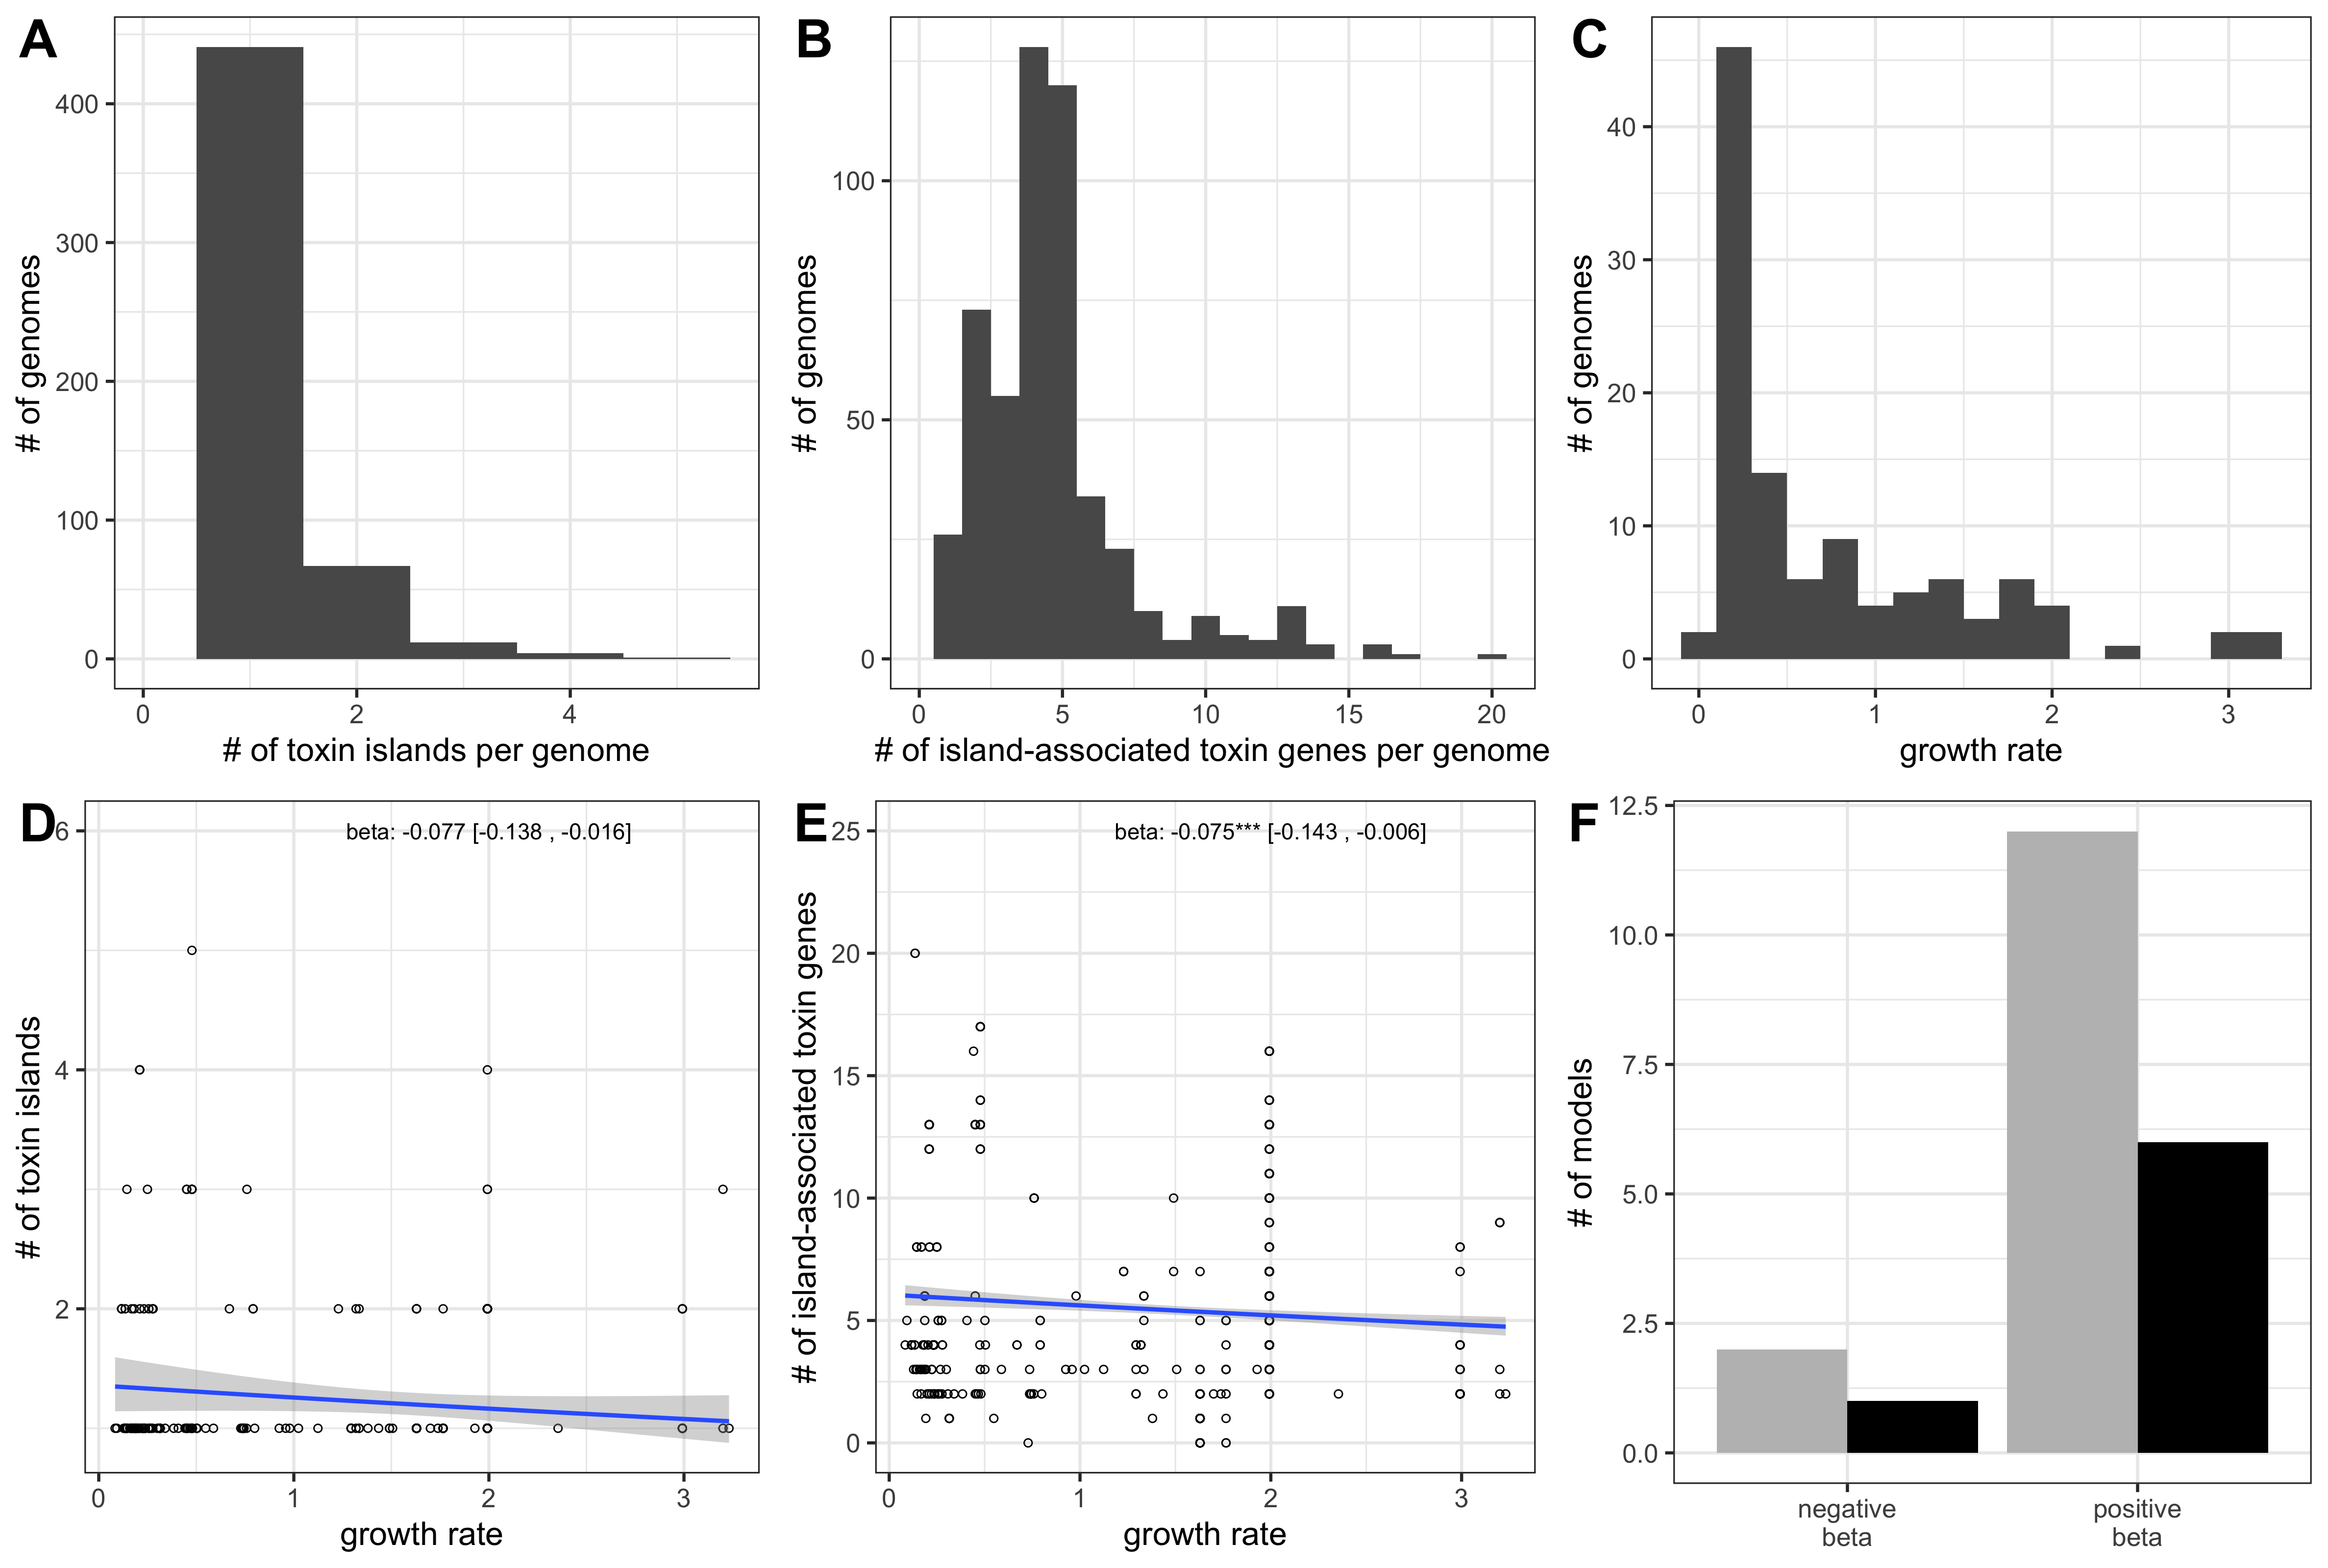 A
# of genomes
400
300
200
100
0
0 2 4
# of toxin islands per genome
B
# of genomes
100
50
0
0 5 10 15 20
# of island-associated toxin genes per genome
C
# of genomes
40
30
20
10
0
0 1 2 3
growth rate
D
# of toxin islands
beta: -0.077 [-0.138 , -0.016]
6
4
2
0 1 2 3
growth rate
E
# of island-associated toxin genes
beta: -0.075*** [-0.143 , -0.006]
25
20
15
10
5
0
0 1 2 3
growth rate
F
# of models
12.5
10.0
7.5
5.0
2.5
0.0
negative
beta
positive
beta